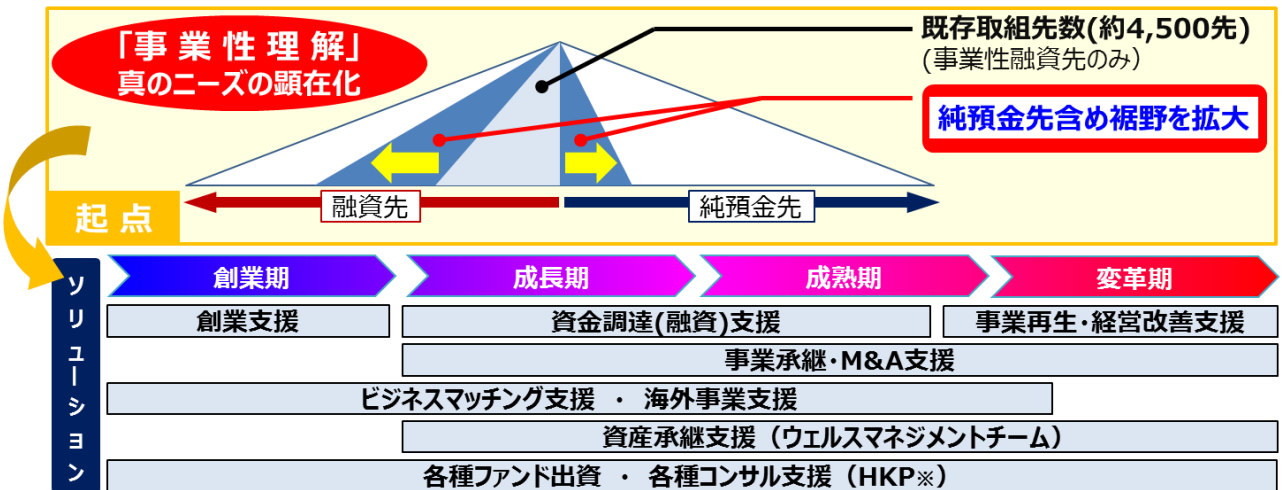 「事業性理解」
真のニーズの顕在化
既存取組先数(約4,500先)
(事業性融資先のみ)
純預金先含め裾野を拡大
起点
融資先
純預金先
ソリューション
創業期
成長期
成熟期
変革期
創業支援
資金調達(融資)支援
事業再生・経営改善支援
事業承継・M&A支援
ビジネスマッチング支援 ・ 海外事業支援
資産承継支援（ウェルスマネジメントチーム）
各種ファンド出資 ・ 各種コンサル支援（HKP※）